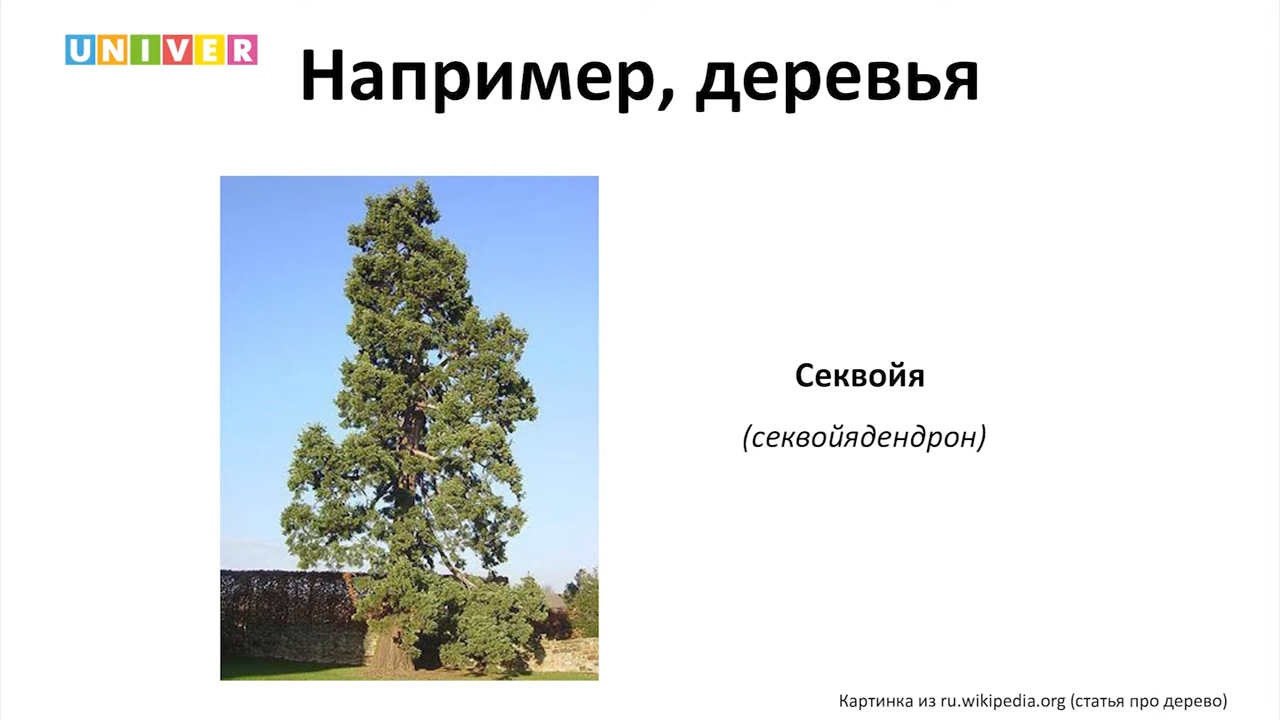 UNIVER
Например, деревья
Секвойя
(секвойядендрон)
Картинка из ru.wikipedia.org (статья про дерево)